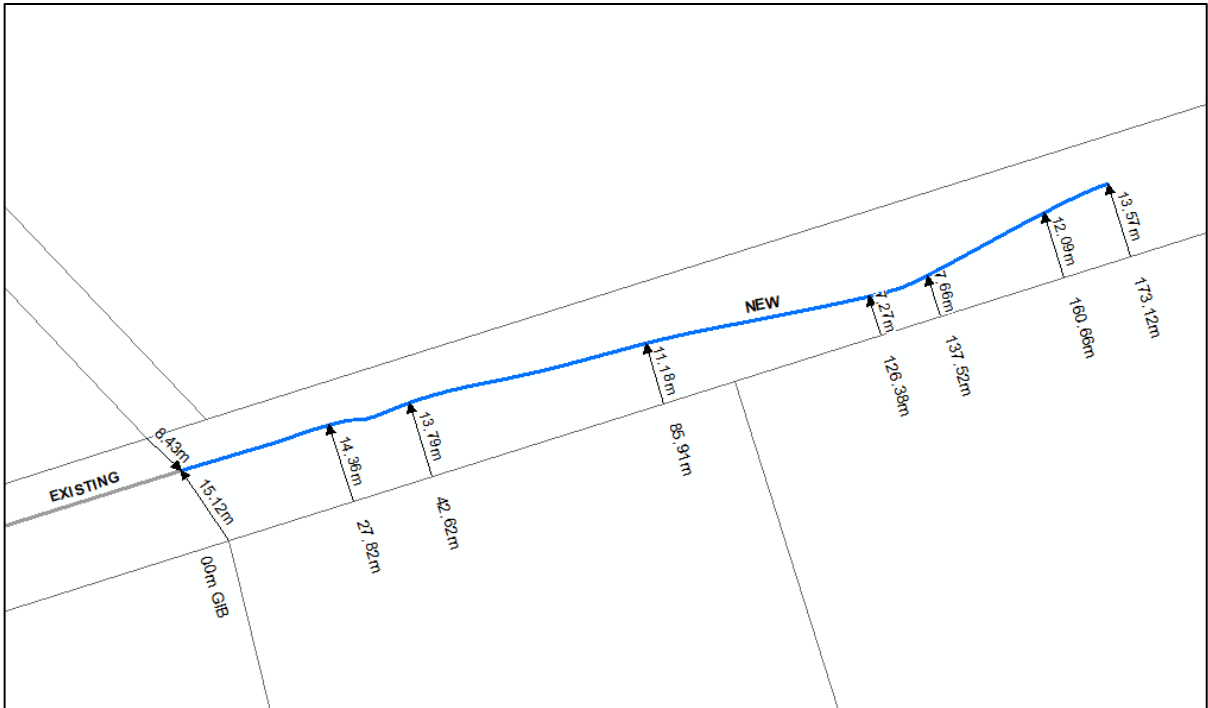 EXISTING
8.43m
15.12m
00m GIB
14.36m
27.82m
13.79m
42.62m
11.18m
85.91m
NEW
7.27m
126.38m
7.66m
137.52m
12.09m
160.66m
13.57m
173.12m